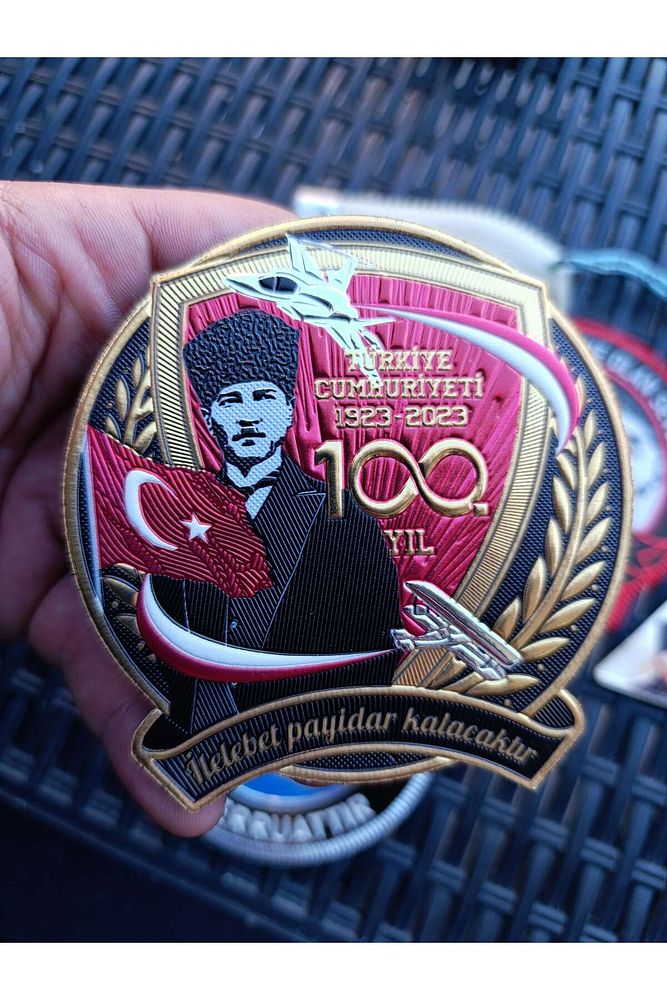 TÜRKİYE
CUMHURİYETİ
1923-2023
100.
YIL
İlelebet payidar kalacaktır